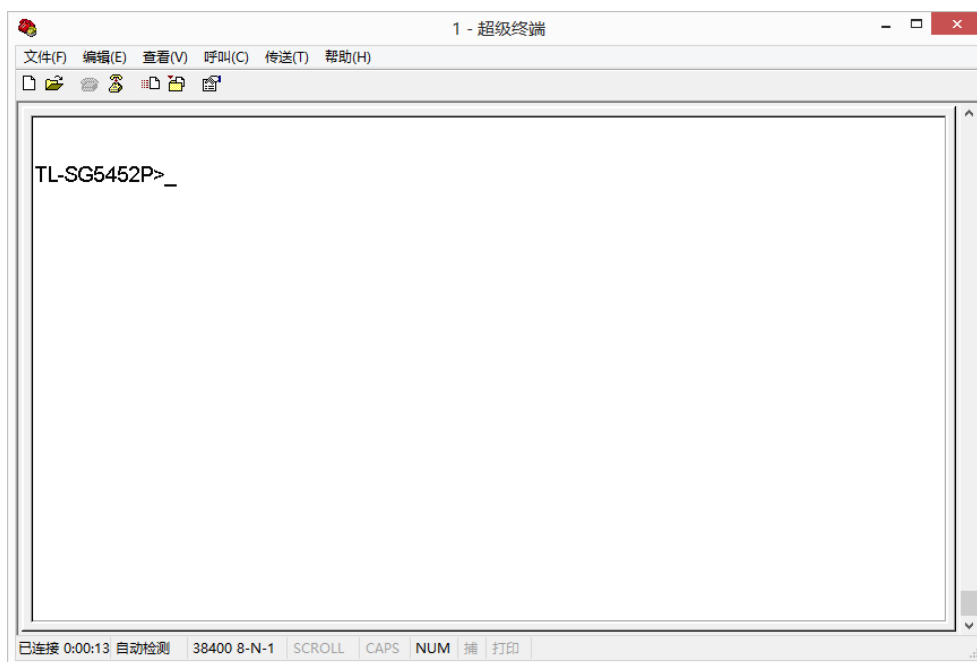 1 - 超级终端
文件(F) 编辑(E) 查看(V) 呼叫(C) 传送(T) 帮助(H)
TL-SG5452P>_
已连接 0:00:13 自动检测 38400 8-N-1 SCROLL CAPS NUM 捕 打印